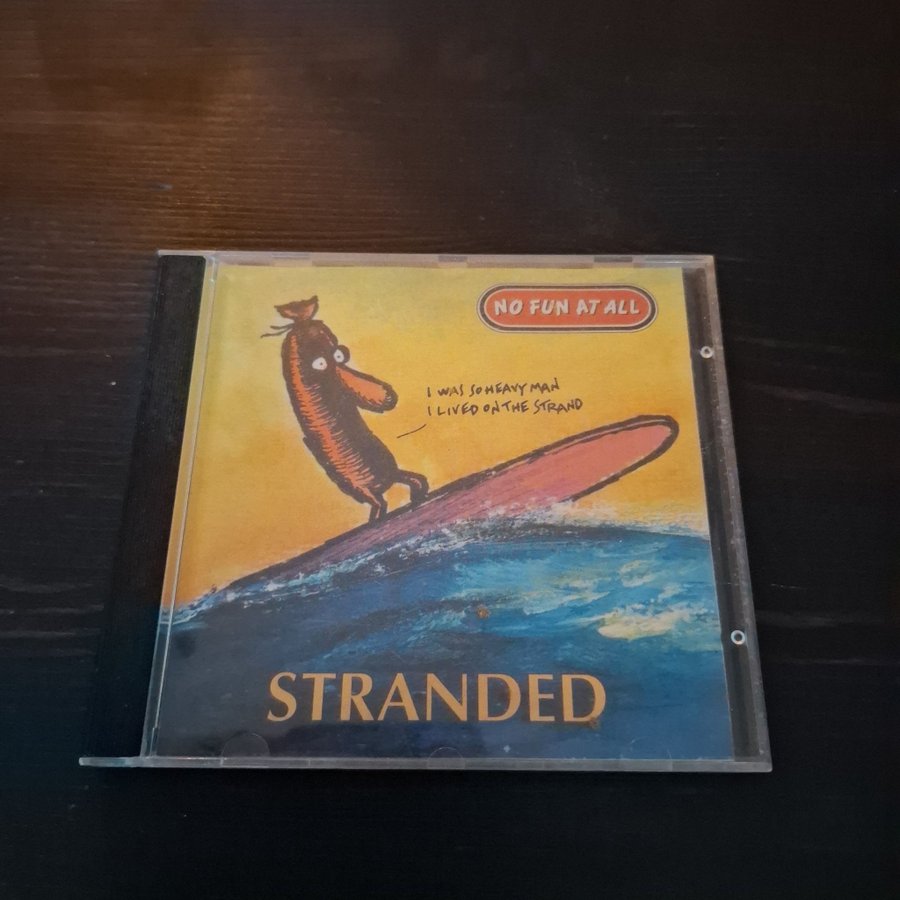 NO FUN AT ALL
I WAS SO HEAVY MAN
I LIVED ON THE STRAND
STRANDED